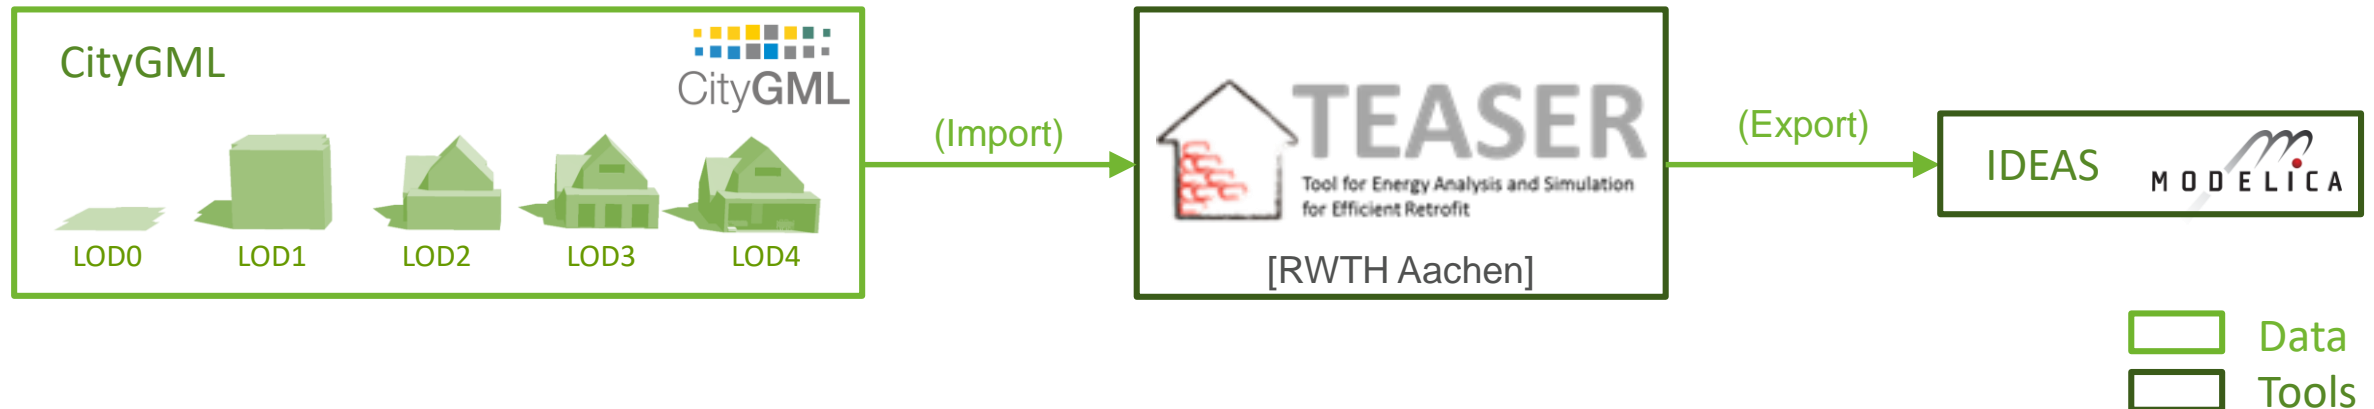 CityGML
CityGML
LOD0
LOD1
LOD2
LOD3
LOD4
(Import)
TEASER
Tool for Energy Analysis and Simulation
for Efficient Retrofit
[RWTH Aachen]
(Export)
IDEAS
MODELICA
Data
Tools